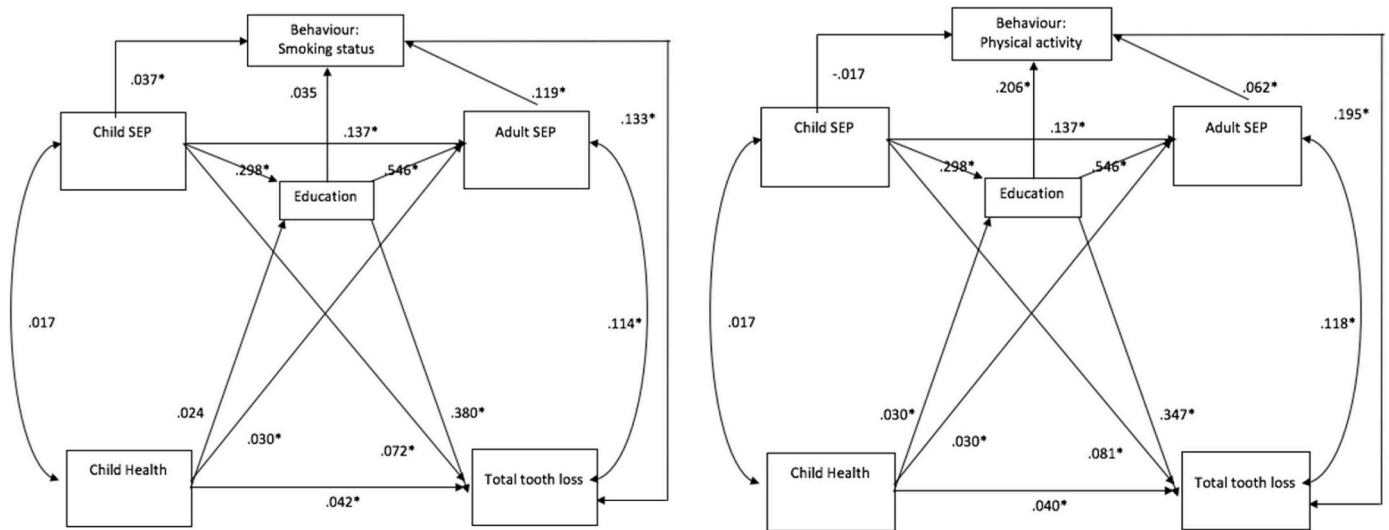 Behaviour:
Smoking status
.037*
.035
.119*
.133*
Child SEP
.137*
Adult SEP
.298*
.546*
Education
.017
.114*
.024
.030*
.072*
.380*
Child Health
Total tooth loss
.042*
Behaviour:
Physical activity
-.017
.206*
.062*
.195*
Child SEP
.137*
Adult SEP
.298*
.546*
Education
.017
.118*
.030*
.030*
.081*
.347*
Child Health
Total tooth loss
.040*